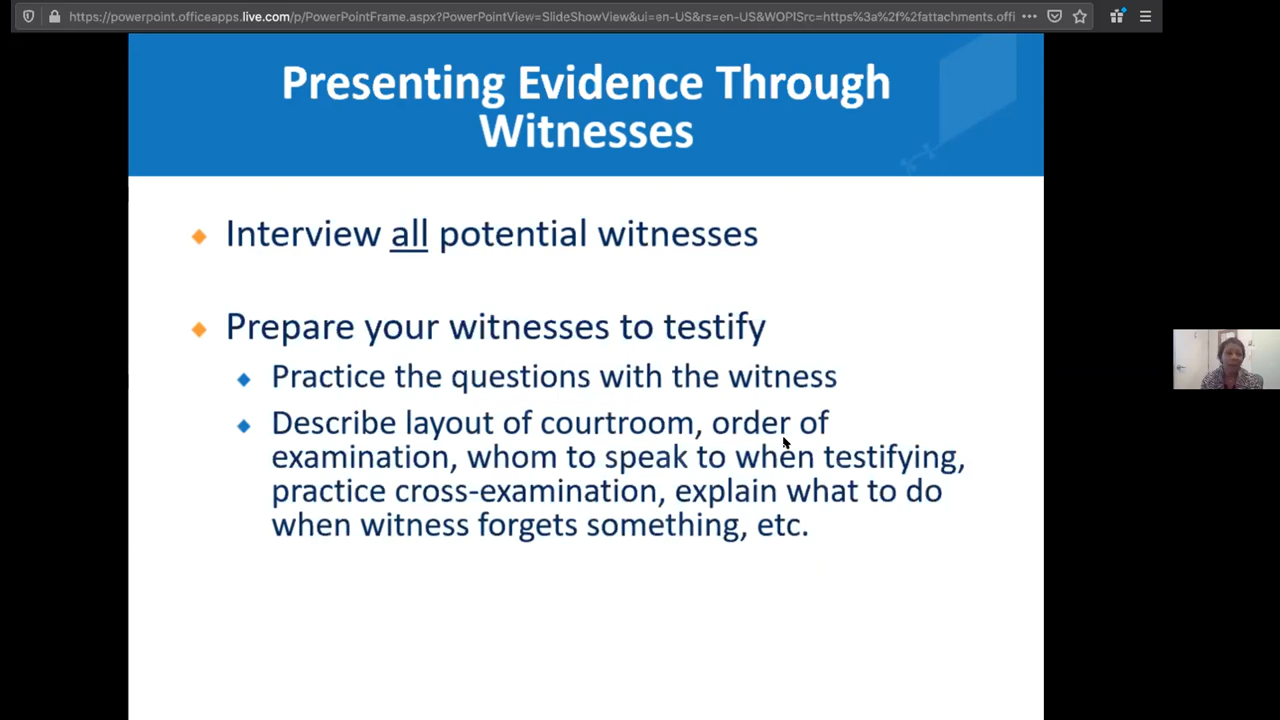 https://powerpoint.officeapps.live.com/p/PowerPointFrame.aspx?PowerPointView=SlideShowView&ui=en-US&rs=en-US&WOPISrc=https%3a%2f%2fattachments.offi
Presenting Evidence Through
Witnesses
Interview all potential witnesses
Prepare your witnesses to testify
Practice the questions with the witness
Describe layout of courtroom, order of
examination, whom to speak to when testifying,
practice cross-examination, explain what to do
when witness forgets something, etc.